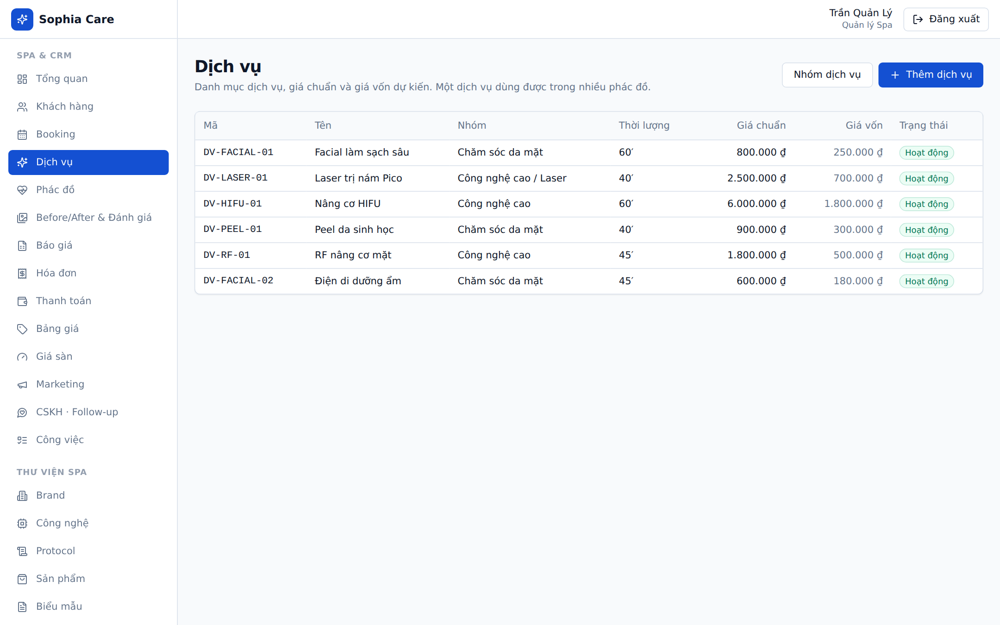 Sophia Care
Trần Quản Lý
Quản lý Spa
Đăng xuất
SPA & CRM
Tổng quan
Khách hàng
Booking
Dịch vụ
Phác đồ
Before/After & Đánh giá
Báo giá
Hóa đơn
Thanh toán
Bảng giá
Giá sàn
Marketing
CSKH · Follow-up
Công việc
THƯ VIỆN SPA
Brand
Công nghệ
Protocol
Sản phẩm
Biểu mẫu
Dịch vụ
Danh mục dịch vụ, giá chuẩn và giá vốn dự kiến. Một dịch vụ dùng được trong nhiều phác đồ.
Nhóm dịch vụ
+ Thêm dịch vụ
Mã Tên Nhóm Thời lượng Giá chuẩn Giá vốn Trạng thái
DV-FACIAL-01 Facial làm sạch sâu Chăm sóc da mặt 60′ 800.000 ₫ 250.000 ₫ Hoạt động
DV-LASER-01 Laser trị nám Pico Công nghệ cao / Laser 40′ 2.500.000 ₫ 700.000 ₫ Hoạt động
DV-HIFU-01 Nâng cơ HIFU Công nghệ cao 60′ 6.000.000 ₫ 1.800.000 ₫ Hoạt động
DV-PEEL-01 Peel da sinh học Chăm sóc da mặt 40′ 900.000 ₫ 300.000 ₫ Hoạt động
DV-RF-01 RF nâng cơ mặt Công nghệ cao 45′ 1.800.000 ₫ 500.000 ₫ Hoạt động
DV-FACIAL-02 Điện di dưỡng ẩm Chăm sóc da mặt 45′ 600.000 ₫ 180.000 ₫ Hoạt động